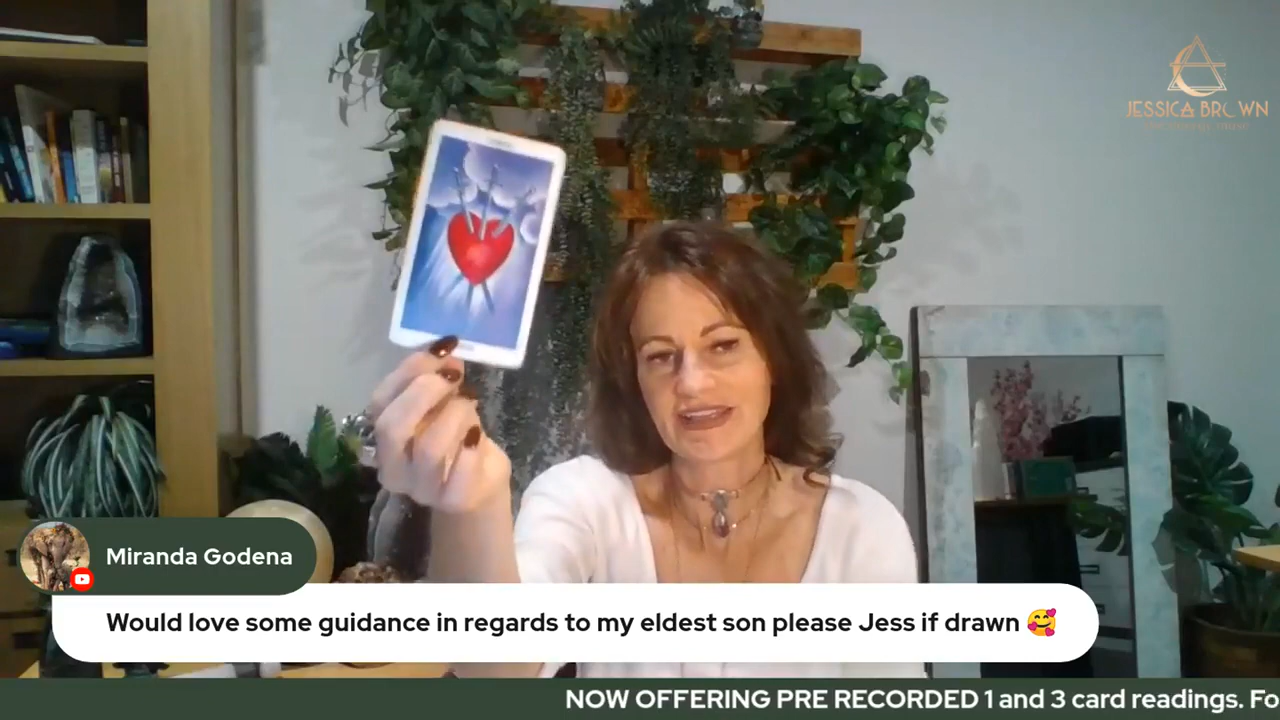 JESSICA BROWN
Miranda Godena
Would love some guidance in regards to my eldest son please Jess if drawn 🥰
NOW OFFERING PRE RECORDED 1 and 3 card readings. Fo